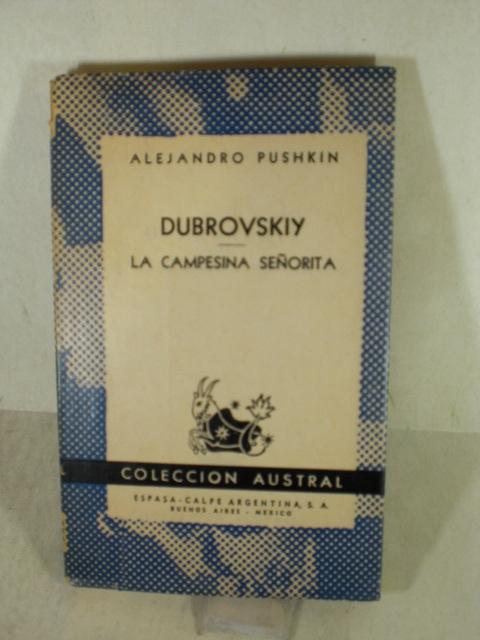 ALEJANDRO PUSHKIN
DUBROVSKIY
LA CAMPESINA SEÑORITA
COLECCION AUSTRAL
ESPASA-CALPE ARGENTINA, S. A.
BUENOS AIRES - MEXICO